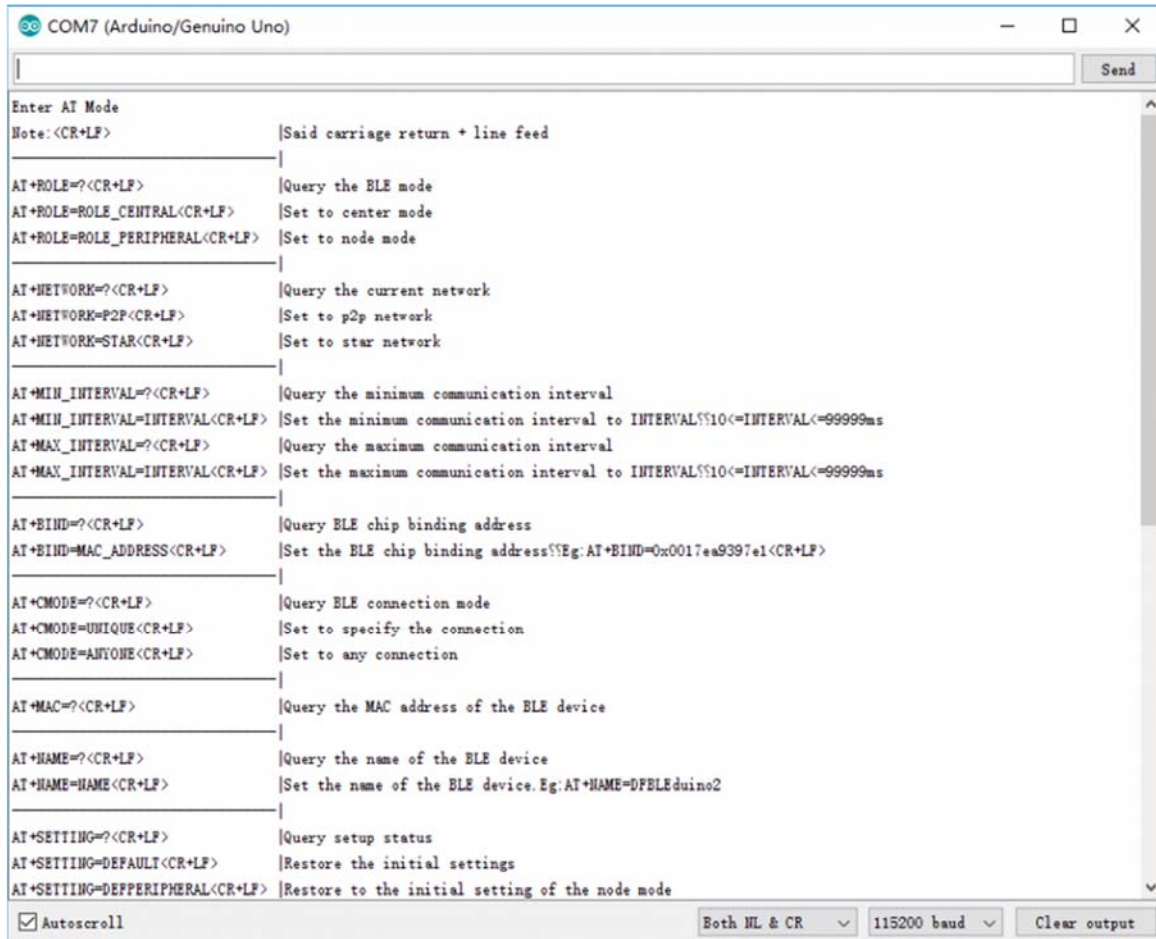 COM7 (Arduino/Genuino Uno)
Send
Enter AT Mode
Note:<CR+LF> |Said carriage return + line feed
AT+ROLE=?<CR+LF> |Query the BLE mode
AT+ROLE=ROLE_CENTRAL<CR+LF> |Set to center mode
AT+ROLE=ROLE_PERIPHERAL<CR+LF> |Set to node mode
AT+NETWORK=?<CR+LF> |Query the current network
AT+NETWORK=P2P<CR+LF> |Set to p2p network
AT+NETWORK=STAR<CR+LF> |Set to star network
AT+MIN_INTERVAL=?<CR+LF> |Query the minimum communication interval
AT+MIN_INTERVAL=INTERVAL<CR+LF> |Set the minimum communication interval to INTERVAL⸮⸮10<=INTERVAL<=99999ms
AT+MAX_INTERVAL=?<CR+LF> |Query the maximum communication interval
AT+MAX_INTERVAL=INTERVAL<CR+LF> |Set the maximum communication interval to INTERVAL⸮⸮10<=INTERVAL<=99999ms
AT+BIND=?<CR+LF> |Query BLE chip binding address
AT+BIND=MAC_ADDRESS<CR+LF> |Set the BLE chip binding address⸮⸮Eg:AT+BIND=0x0017ea9397e1<CR+LF>
AT+CMODE=?<CR+LF> |Query BLE connection mode
AT+CMODE=UNIQUE<CR+LF> |Set to specify the connection
AT+CMODE=ANYONE<CR+LF> |Set to any connection
AT+MAC=?<CR+LF> |Query the MAC address of the BLE device
AT+NAME=?<CR+LF> |Query the name of the BLE device
AT+NAME=NAME<CR+LF> |Set the name of the BLE device.Eg:AT+NAME=DFBLEduino2
AT+SETTING=?<CR+LF> |Query setup status
AT+SETTING=DEFAULT<CR+LF> |Restore the initial settings
AT+SETTING=DEFPERIPHERAL<CR+LF> |Restore to the initial setting of the node mode
Autoscroll
Both NL & CR
115200 baud
Clear output